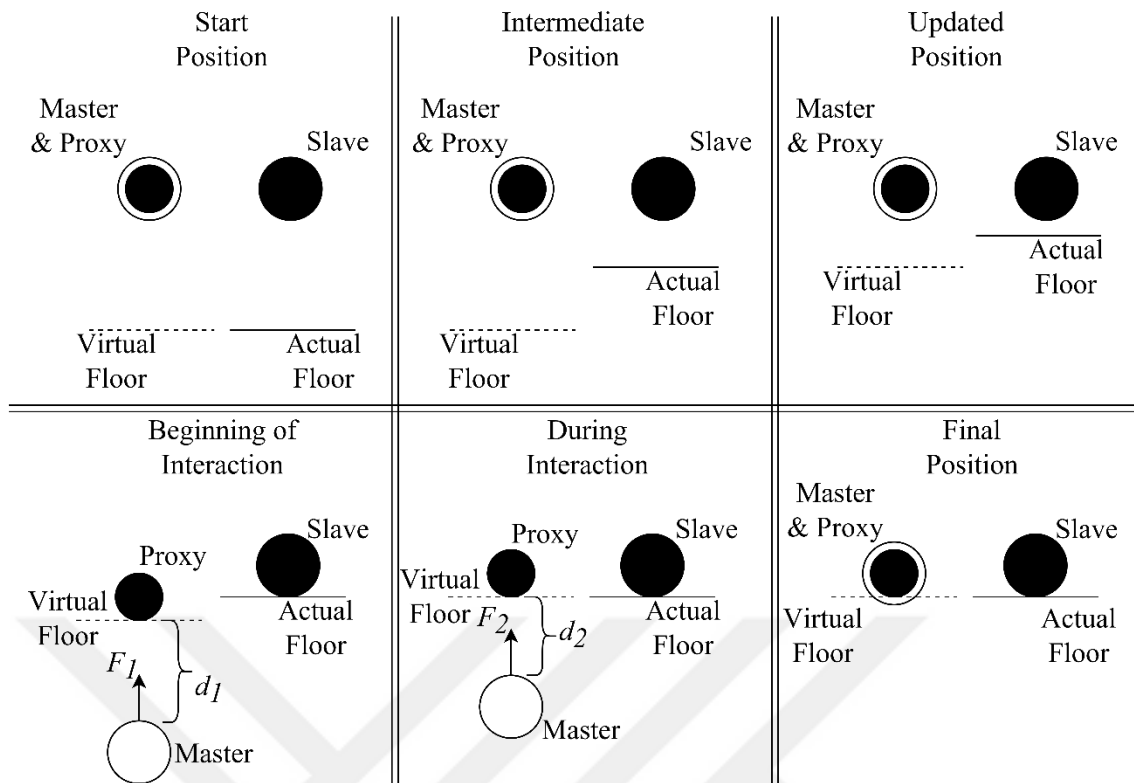 Start
Position
Master
& Proxy
Slave
Virtual
Floor
Actual
Floor
Intermediate
Position
Master
& Proxy
Slave
Actual
Floor
Virtual
Floor
Updated
Position
Master
& Proxy
Slave
Virtual
Floor
Actual
Floor
Beginning of
Interaction
Proxy
Slave
Virtual
Floor
Actual
Floor
F1
d1
Master
During
Interaction
Proxy
Slave
Virtual
Floor
F2
d2
Actual
Floor
Master
Final
Position
Master
& Proxy
Slave
Virtual
Floor
Actual
Floor